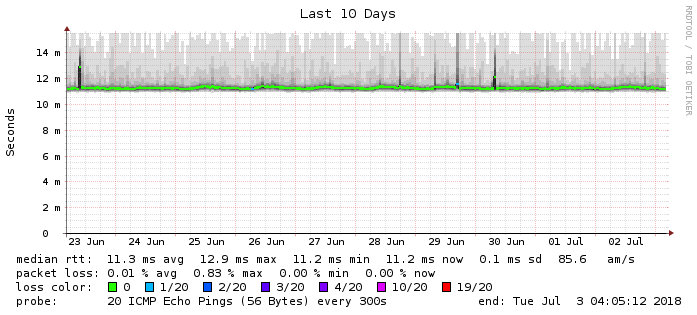 Last 10 Days
RRDTOOL / TOBI OETIKER
Seconds
14 m
12 m
10 m
8 m
6 m
4 m
2 m
0
23 Jun 24 Jun 25 Jun 26 Jun 27 Jun 28 Jun 29 Jun 30 Jun 01 Jul 02 Jul
median rtt: 11.3 ms avg 12.9 ms max 11.2 ms min 11.2 ms now 0.1 ms sd 85.6 am/s
packet loss: 0.01 % avg 0.83 % max 0.00 % min 0.00 % now
loss color: 0 1/20 2/20 3/20 4/20 10/20 19/20
probe: 20 ICMP Echo Pings (56 Bytes) every 300s end: Tue Jul 3 04:05:12 2018